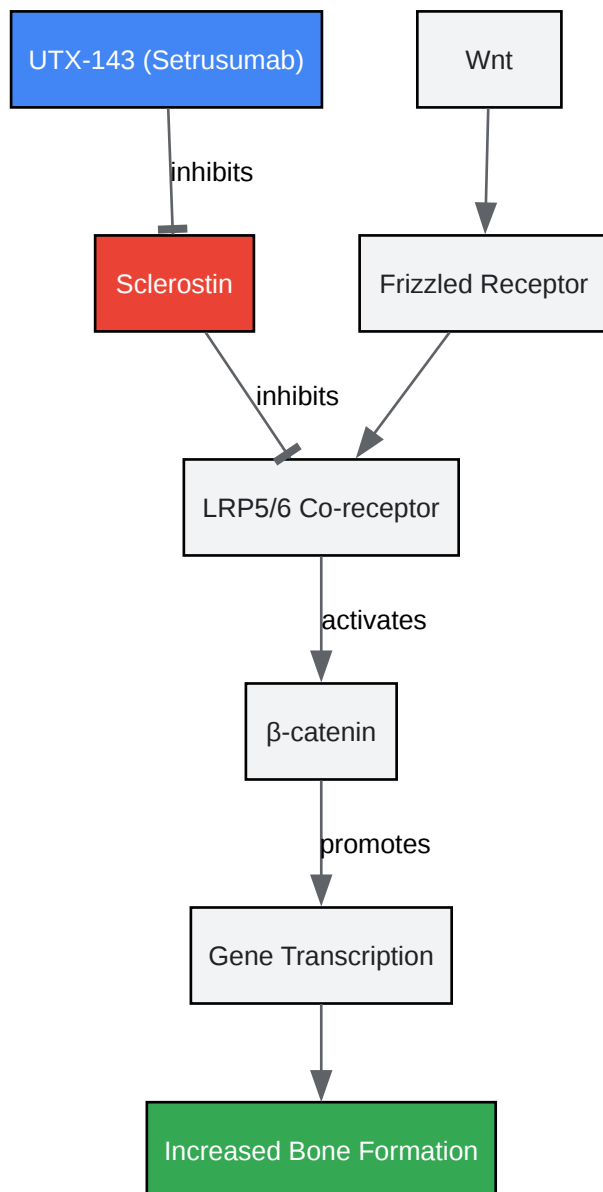 UTX-143 (Setrusumab)
Wnt
inhibits
Sclerostin
Frizzled Receptor
inhibits
LRP5/6 Co-receptor
activates
β-catenin
promotes
Gene Transcription
Increased Bone Formation